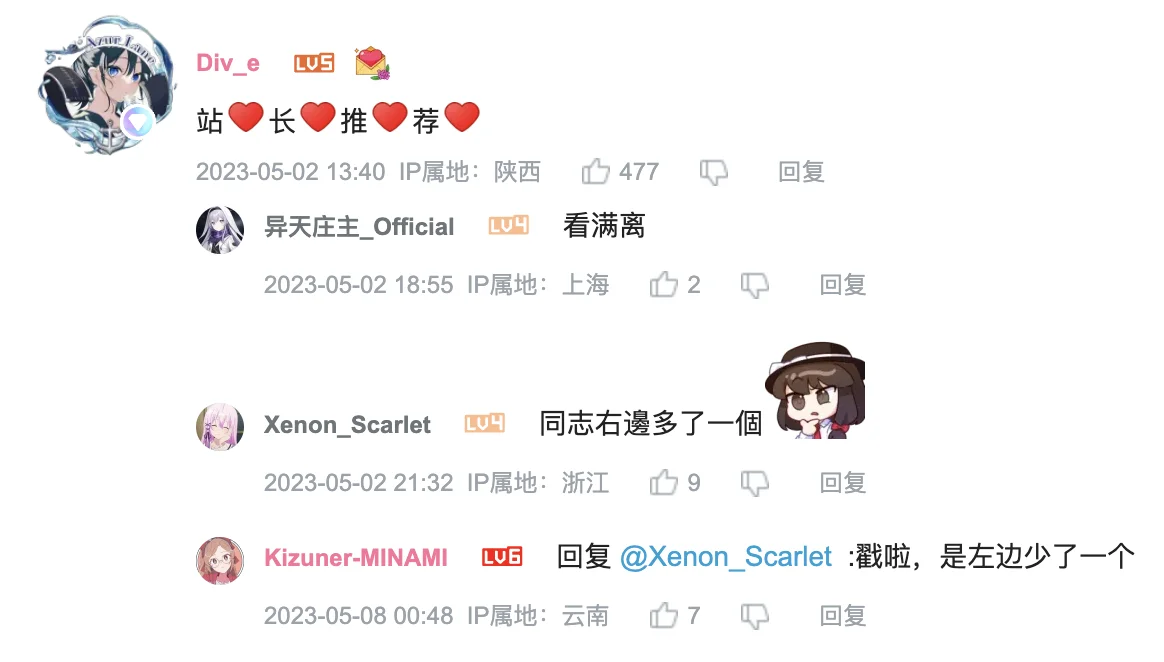 Div_e LV5
站❤️长❤️推❤️荐❤️
2023-05-02 13:40 IP属地：陕西 477 回复
异天庄主_Official LV4 看满离
2023-05-02 18:55 IP属地：上海 2 回复
Xenon_Scarlet LV4 同志右邊多了一個
2023-05-02 21:32 IP属地：浙江 9 回复
Kizuner-MINAMI LV6 回复 @Xenon_Scarlet :戳啦，是左边少了一个
2023-05-08 00:48 IP属地：云南 7 回复